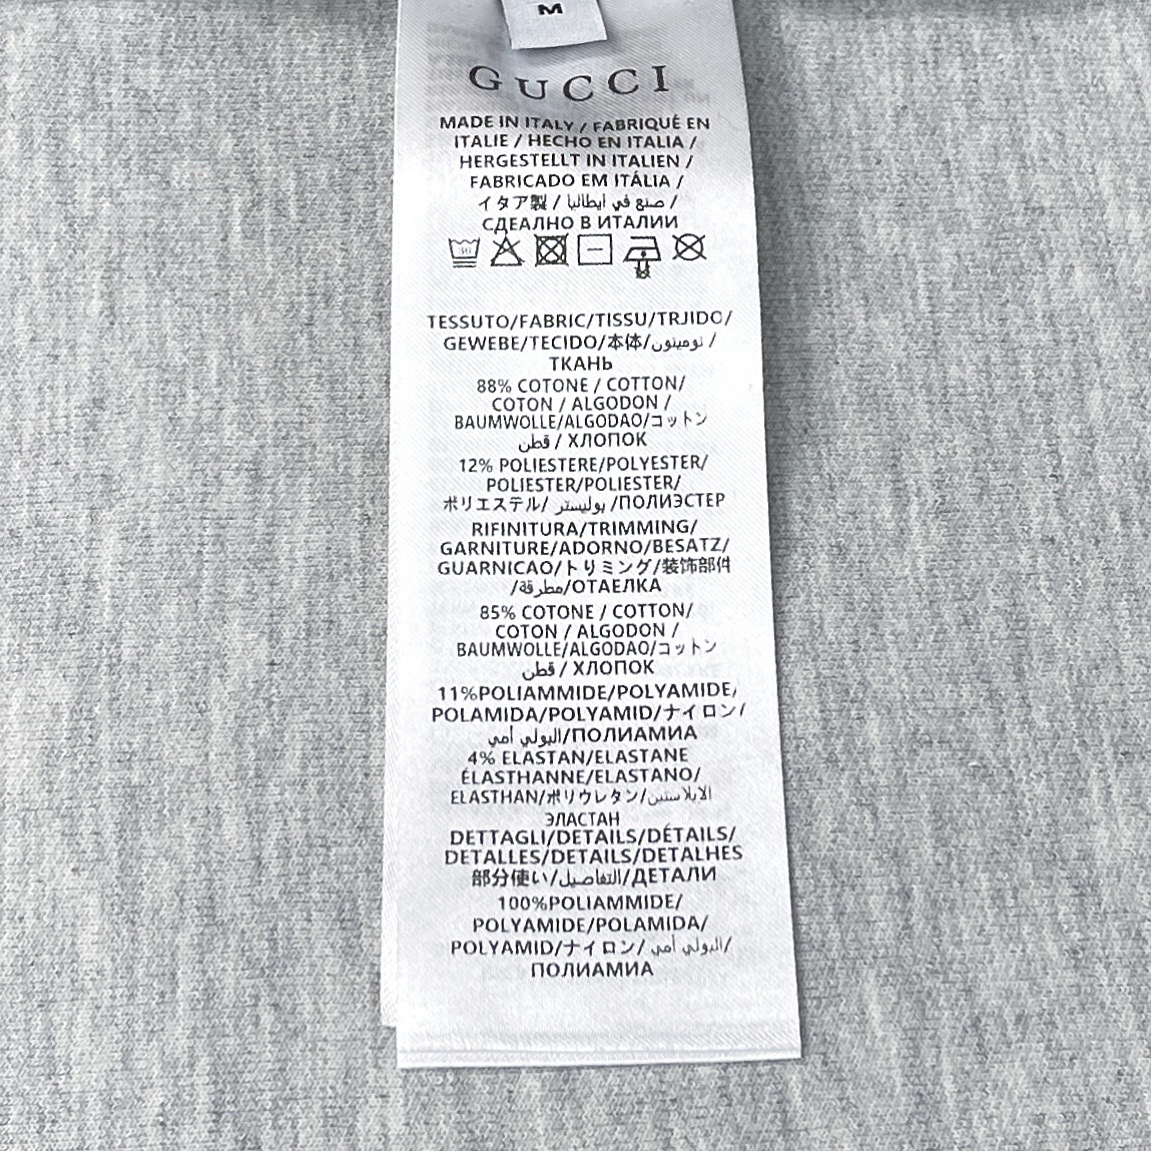 M
GUCCI
MADE IN ITALY / FABRIQUÉ EN
ITALIE / HECHO EN ITALIA /
HERGESTELLT IN ITALIEN /
FABRICADO EM ITÁLIA /
イタア製 / صنع في ايطاليا /
СДЕАЛНО В ИТАЛИИ
TESSUTO/FABRIC/TISSU/TRJIDO/
GEWEBE/TECIDO/本体/نومينون /
ТКАНЬ
88% COTONE / COTTON/
COTON / ALGODON /
BAUMWOLLE/ALGODAO/コットン
قطن / ХЛОПОК
12% POLIESTERE/POLYESTER/
POLIESTER/POLIESTER/
ポリエステル/ بوليستر /ПОЛИЭСТЕР
RIFINITURA/TRIMMING/
GARNITURE/ADORNO/BESATZ/
GUARNICAO/トりミング/装饰部件
/مطرقة/ОТАЕЛКА
85% COTONE / COTTON/
COTON / ALGODON /
BAUMWOLLE/ALGODAO/コットン
قطن / ХЛОПОК
11%POLIAMMIDE/POLYAMIDE/
POLAMIDA/POLYAMID/ナイロン/
البولي أمي/ПОЛИАМИА
4% ELASTAN/ELASTANE
ÉLASTHANNE/ELASTANO/
ELASTHAN/ポリウレタン/الايلاستين
ЭЛАСТАН
DETTAGLI/DETAILS/DÉTAILS/
DETALLES/DETAILS/DETALHES
部分使い/التفاصيل/ДЕТАЛИ
100%POLIAMMIDE/
POLYAMIDE/POLAMIDA/
POLYAMID/ナイロン/ البولي أمي/
ПОЛИАМИА